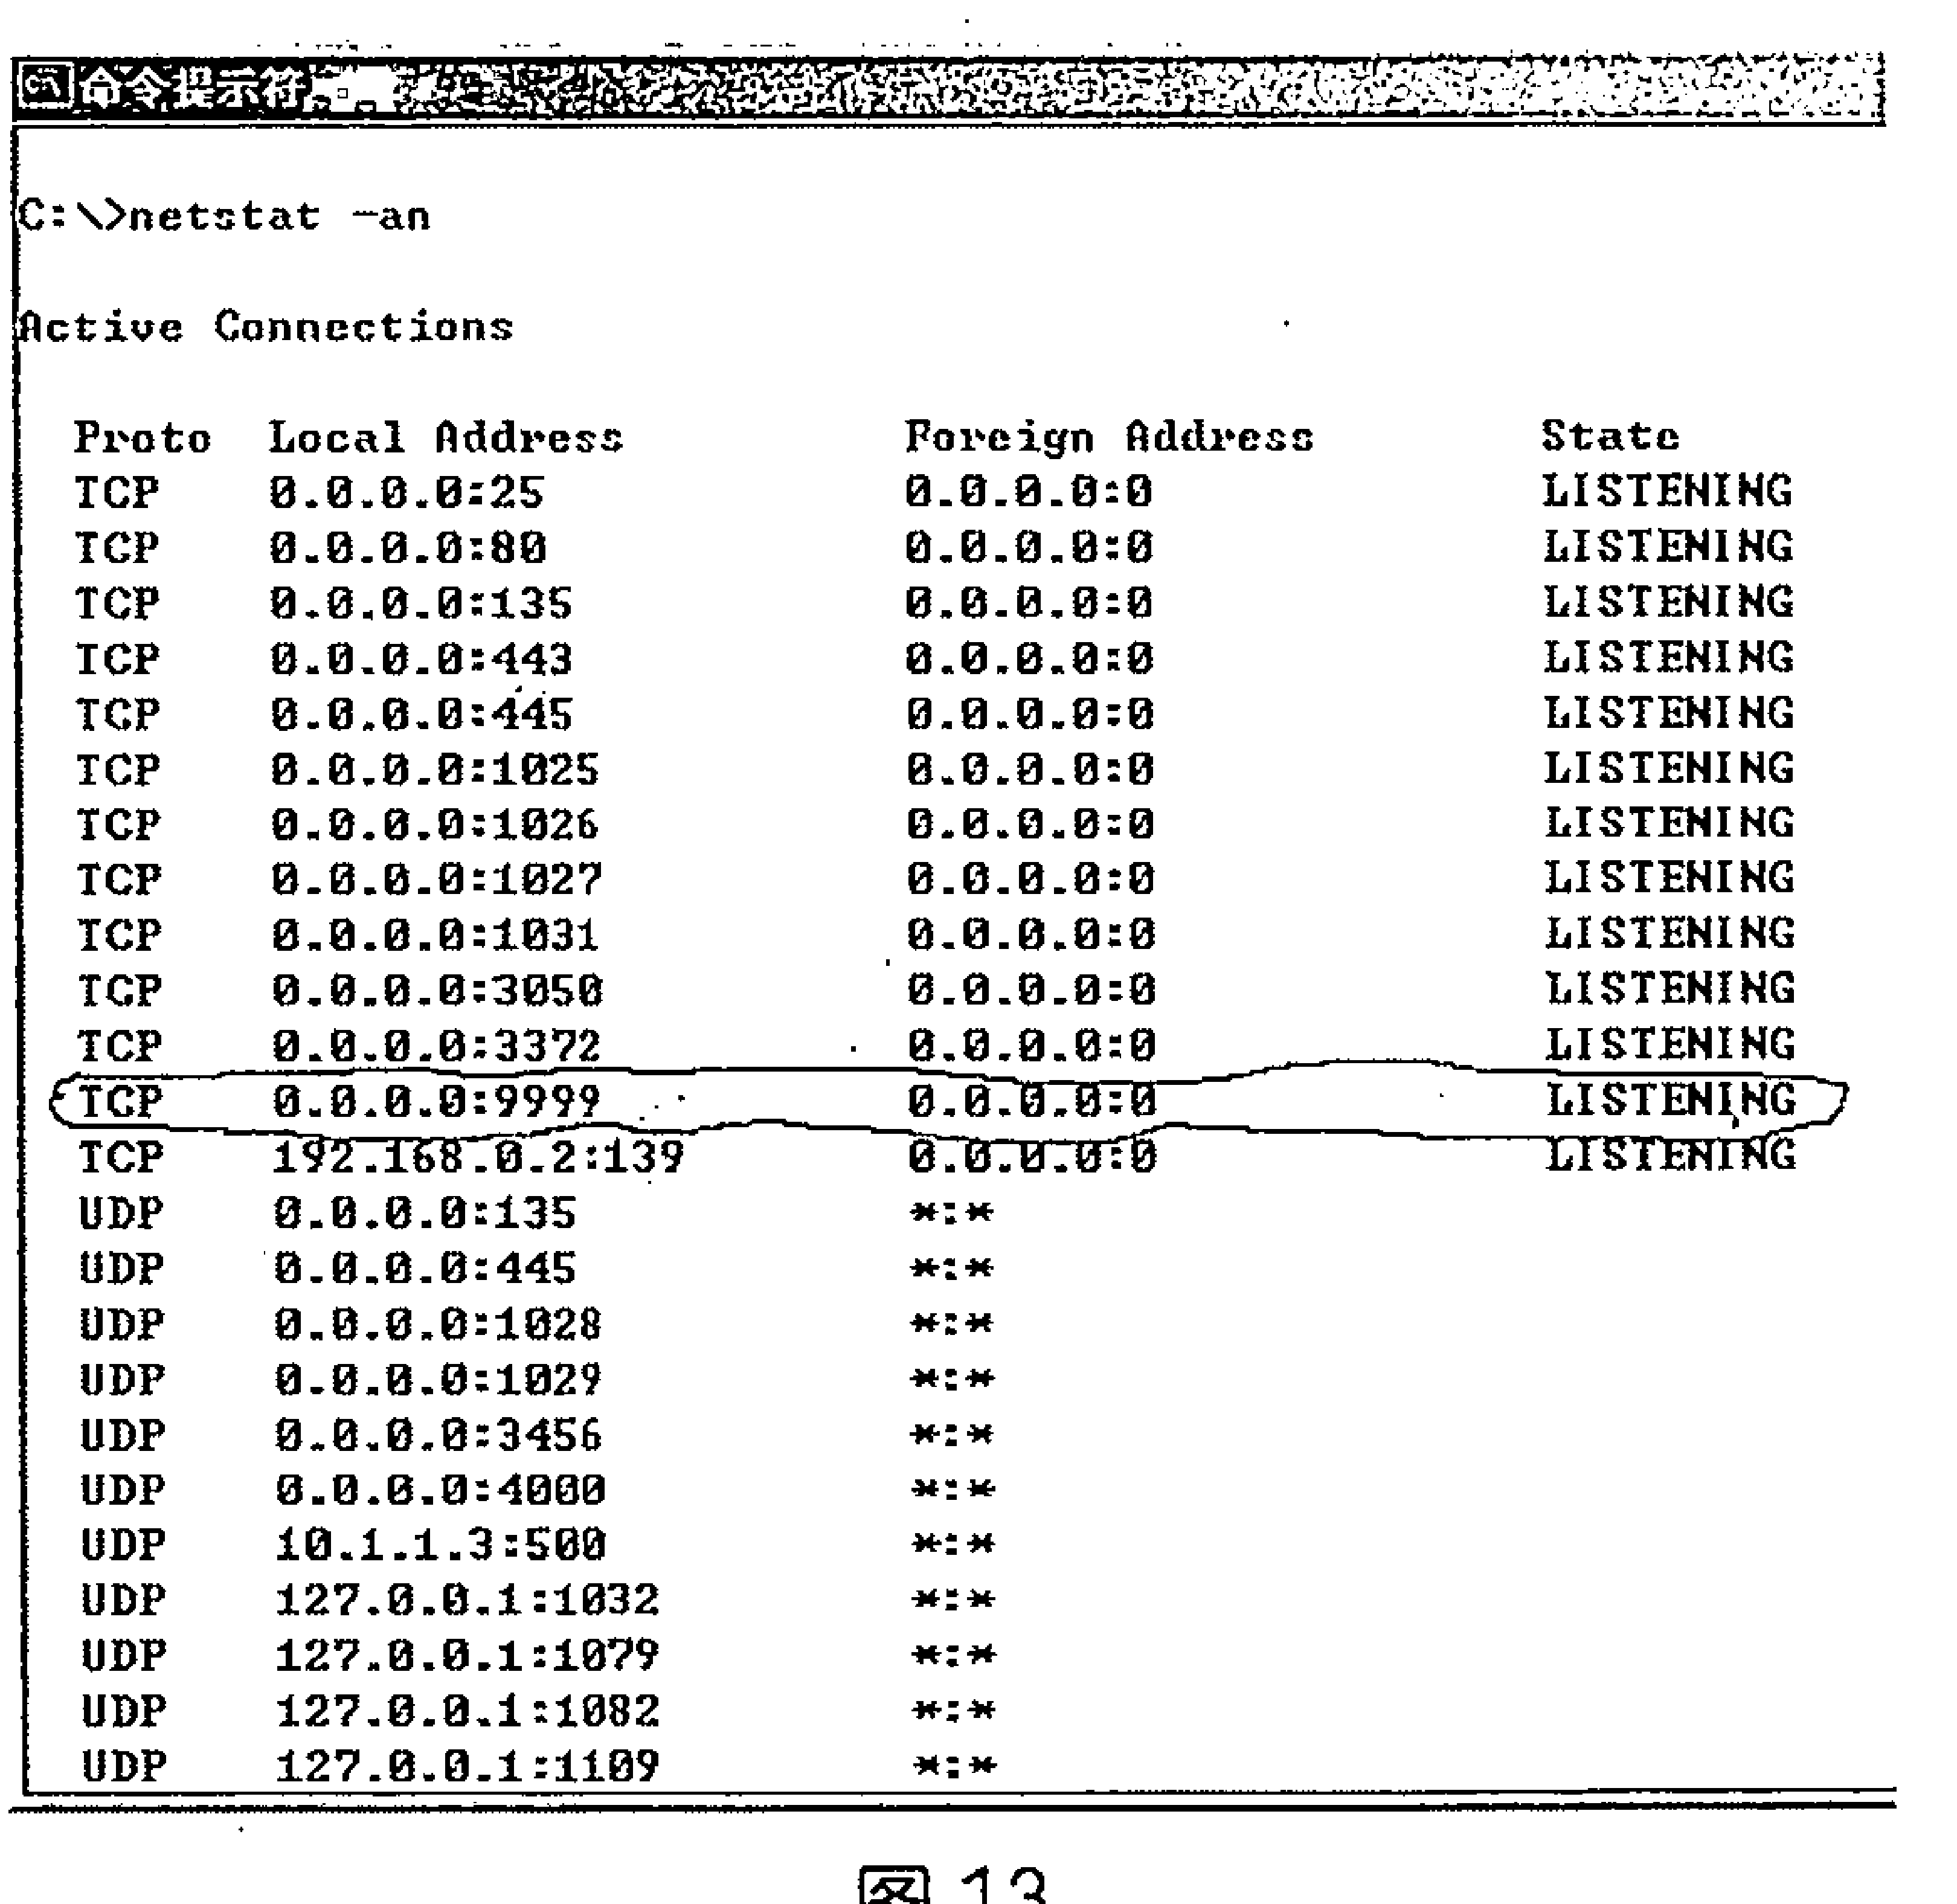 命令提示符
C:\>netstat -an
Active Connections
Proto Local Address Foreign Address State
TCP 0.0.0.0:25 0.0.0.0:0 LISTENING
TCP 0.0.0.0:80 0.0.0.0:0 LISTENING
TCP 0.0.0.0:135 0.0.0.0:0 LISTENING
TCP 0.0.0.0:443 0.0.0.0:0 LISTENING
TCP 0.0.0.0:445 0.0.0.0:0 LISTENING
TCP 0.0.0.0:1025 0.0.0.0:0 LISTENING
TCP 0.0.0.0:1026 0.0.0.0:0 LISTENING
TCP 0.0.0.0:1027 0.0.0.0:0 LISTENING
TCP 0.0.0.0:1031 0.0.0.0:0 LISTENING
TCP 0.0.0.0:3050 0.0.0.0:0 LISTENING
TCP 0.0.0.0:3372 0.0.0.0:0 LISTENING
TCP 0.0.0.0:9999 0.0.0.0:0 LISTENING
TCP 192.168.0.2:139 0.0.0.0:0 LISTENING
UDP 0.0.0.0:135 *:*
UDP 0.0.0.0:445 *:*
UDP 0.0.0.0:1028 *:*
UDP 0.0.0.0:1029 *:*
UDP 0.0.0.0:3456 *:*
UDP 0.0.0.0:4000 *:*
UDP 10.1.1.3:500 *:*
UDP 127.0.0.1:1032 *:*
UDP 127.0.0.1:1079 *:*
UDP 127.0.0.1:1082 *:*
UDP 127.0.0.1:1109 *:*
图 13